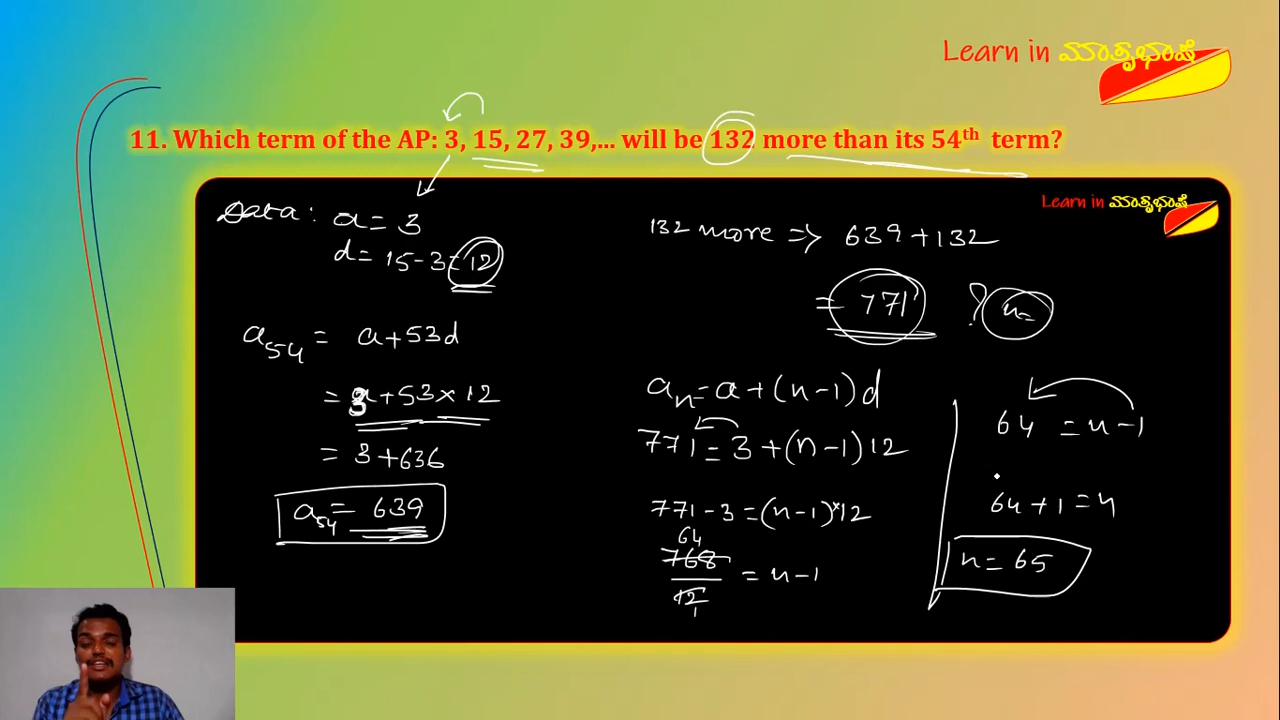 Learn in ಮಾತೃಭಾಷೆ
11. Which term of the AP: 3, 15, 27, 39,... will be 132 more than its 54th term?
Learn in ಮಾತೃಭಾಷೆ
Data: a = 3
d = 15 - 3 = 12
a54 = a + 53d
= 3 + 53 × 12
= 3 + 636
a54 = 639
132 more => 639 + 132
= 771 ? n =
an = a + (n - 1) d
771 = 3 + (n - 1) 12
771 - 3 = (n - 1) × 12
64
768
12
1
= n - 1
64 = n - 1
64 + 1 = n
n = 65